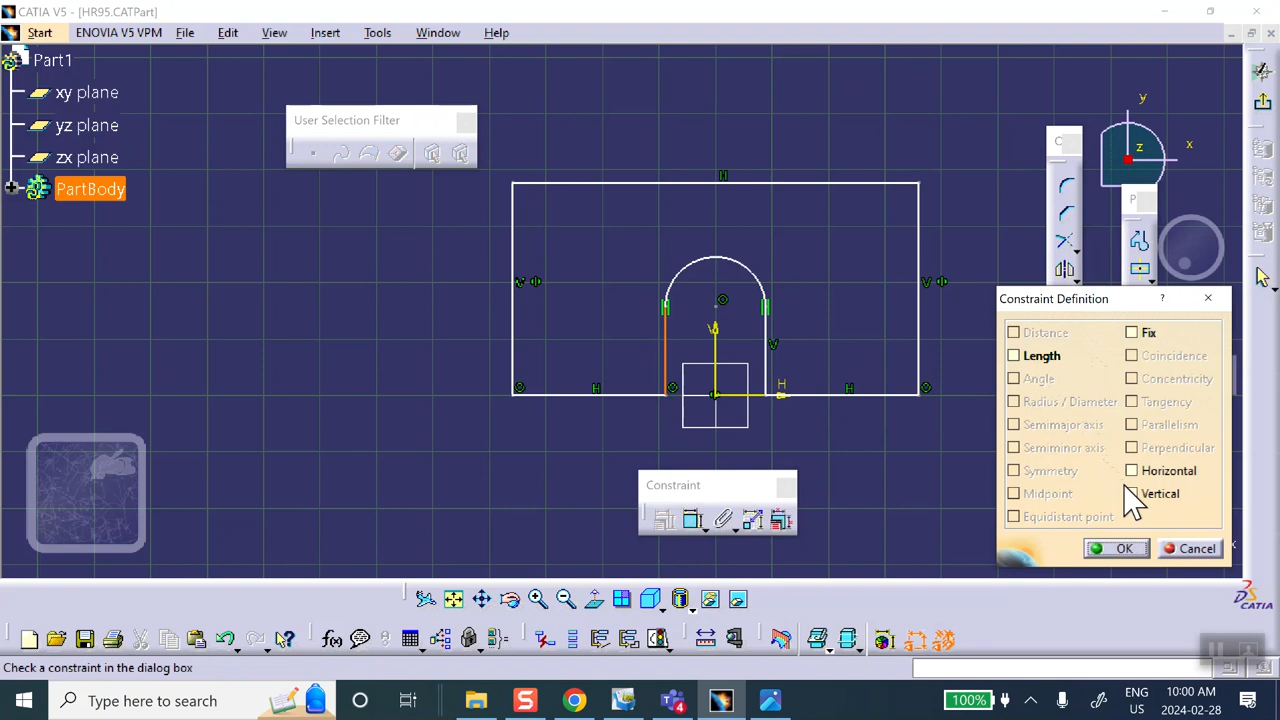 CATIA V5 - [HR95.CATPart]
Start ENOVIA V5 VPM File Edit View Insert Tools Window Help
Part1
xy plane
yz plane
zx plane
PartBody
User Selection Filter
y
x
z
C
P
H
V
V
H
V
V
H
H
H
Constraint Definition ?
Distance Fix
Length Coincidence
Angle Concentricity
Radius / Diameter Tangency
Semimajor axis Parallelism
Semiminor axis Perpendicular
Symmetry Horizontal
Midpoint Vertical
Equidistant point
OK Cancel
Constraint
x
f(x)
CATIA
Check a constraint in the dialog box
Type here to search
S
4
100%
ENG
US
10:00 AM
2024-02-28